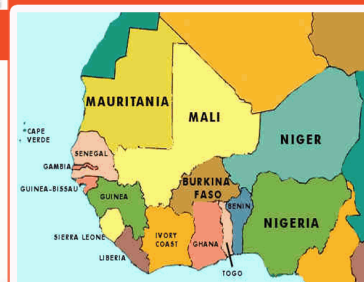 MAURITANIA
MALI
NIGER
*CAPE
VERDE
SENEGAL
GAMBIA
GUINEA-BISSAU
GUINEA
BURKINA
FASO
BENIN
NIGERIA
SIERRA LEONE
IVORY
COAST
GHANA
LIBERIA
TOGO